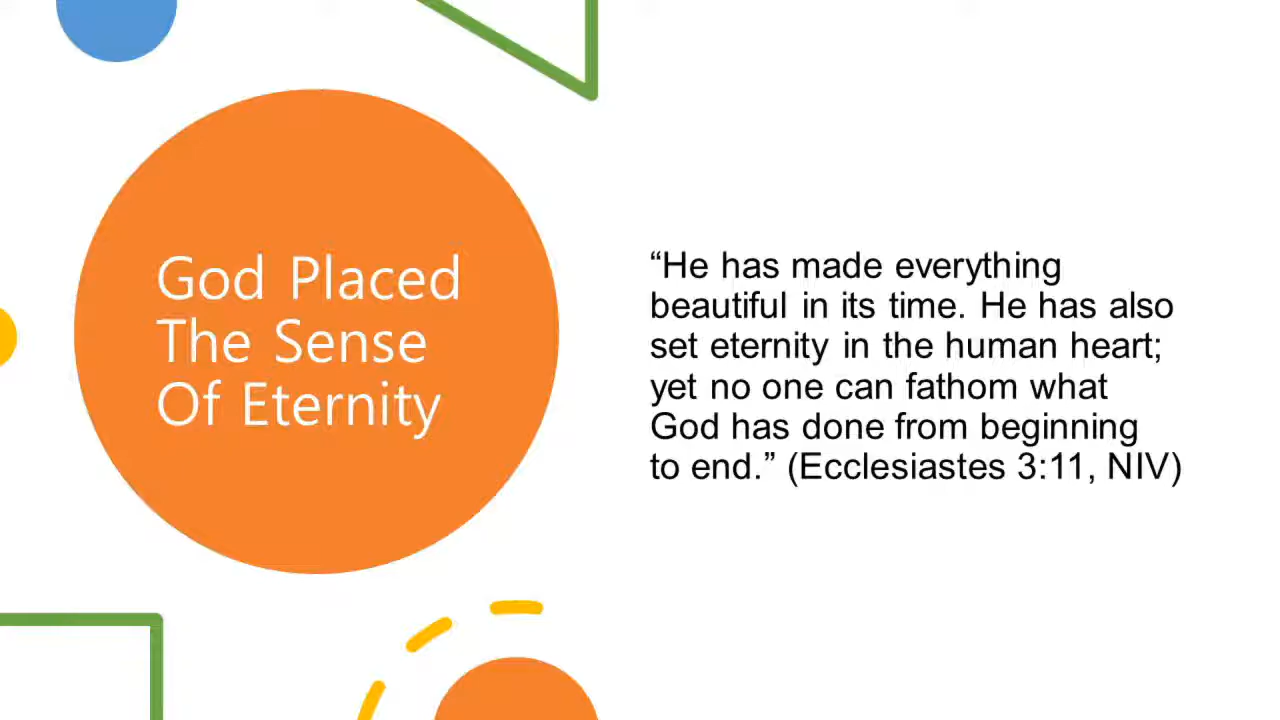 God Placed
The Sense
Of Eternity
“He has made everything
beautiful in its time. He has also
set eternity in the human heart;
yet no one can fathom what
God has done from beginning
to end.” (Ecclesiastes 3:11, NIV)